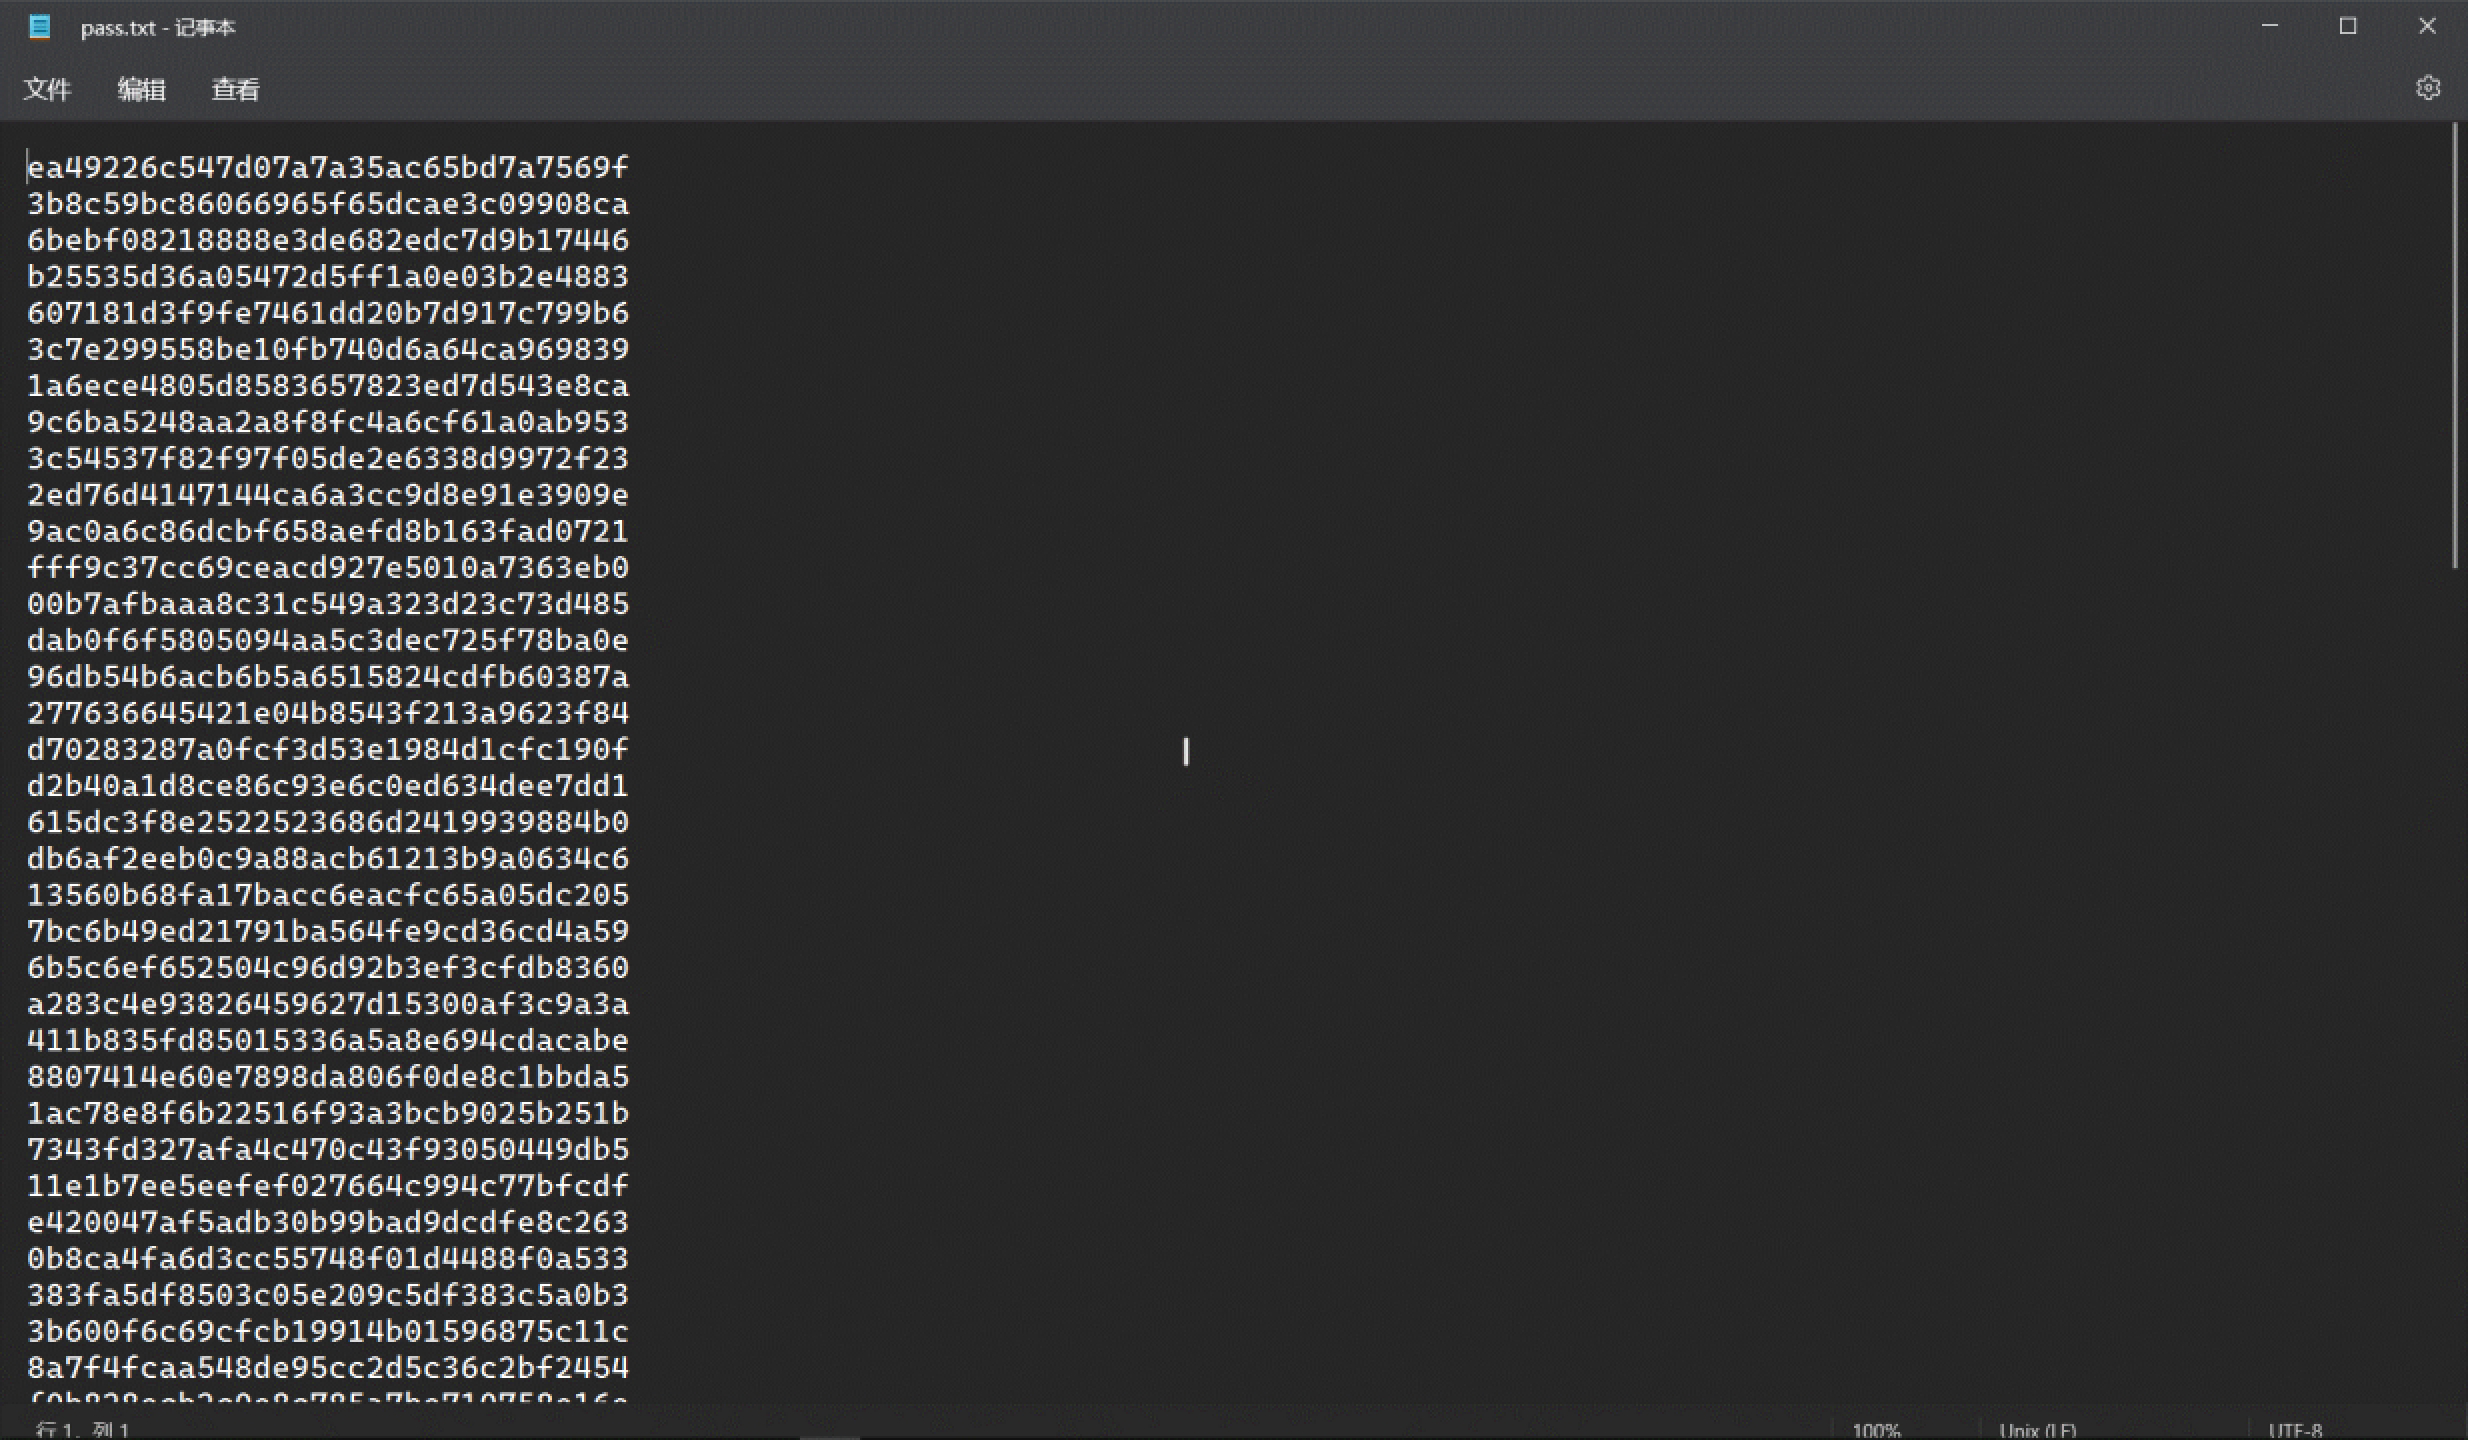 pass.txt - 记事本
文件 编辑 查看
ea49226c547d07a7a35ac65bd7a7569f
3b8c59bc86066965f65dcae3c09908ca
6bebf08218888e3de682edc7d9b17446
b25535d36a05472d5ff1a0e03b2e4883
607181d3f9fe7461dd20b7d917c799b6
3c7e299558be10fb740d6a64ca969839
1a6ece4805d8583657823ed7d543e8ca
9c6ba5248aa2a8f8fc4a6cf61a0ab953
3c54537f82f97f05de2e6338d9972f23
2ed76d4147144ca6a3cc9d8e91e3909e
9ac0a6c86dcbf658aefd8b163fad0721
fff9c37cc69ceacd927e5010a7363eb0
00b7afbaaa8c31c549a323d23c73d485
dab0f6f5805094aa5c3dec725f78ba0e
96db54b6acb6b5a6515824cdfb60387a
277636645421e04b8543f213a9623f84
d70283287a0fcf3d53e1984d1cfc190f
d2b40a1d8ce86c93e6c0ed634dee7dd1
615dc3f8e2522523686d2419939884b0
db6af2eeb0c9a88acb61213b9a0634c6
13560b68fa17bacc6eacfc65a05dc205
7bc6b49ed21791ba564fe9cd36cd4a59
6b5c6ef652504c96d92b3ef3cfdb8360
a283c4e93826459627d15300af3c9a3a
411b835fd85015336a5a8e694cdacabe
8807414e60e7898da806f0de8c1bbda5
1ac78e8f6b22516f93a3bcb9025b251b
7343fd327afa4c470c43f93050449db5
11e1b7ee5eefef027664c994c77bfcdf
e420047af5adb30b99bad9dcdfe8c263
0b8ca4fa6d3cc55748f01d4488f0a533
383fa5df8503c05e209c5df383c5a0b3
3b600f6c69cfcb19914b01596875c11c
8a7f4fcaa548de95cc2d5c36c2bf2454
行 1, 列 1 100% Unix (LF) UTF-8